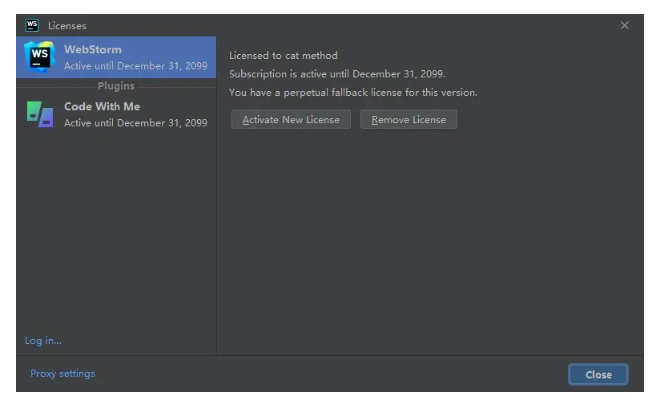 WS Licenses
WS
WebStorm
Active until December 31, 2099
Plugins
Code With Me
Active until December 31, 2099
Log in...
Licensed to cat method
Subscription is active until December 31, 2099.
You have a perpetual fallback license for this version.
Activate New License Remove License
Proxy settings
Close